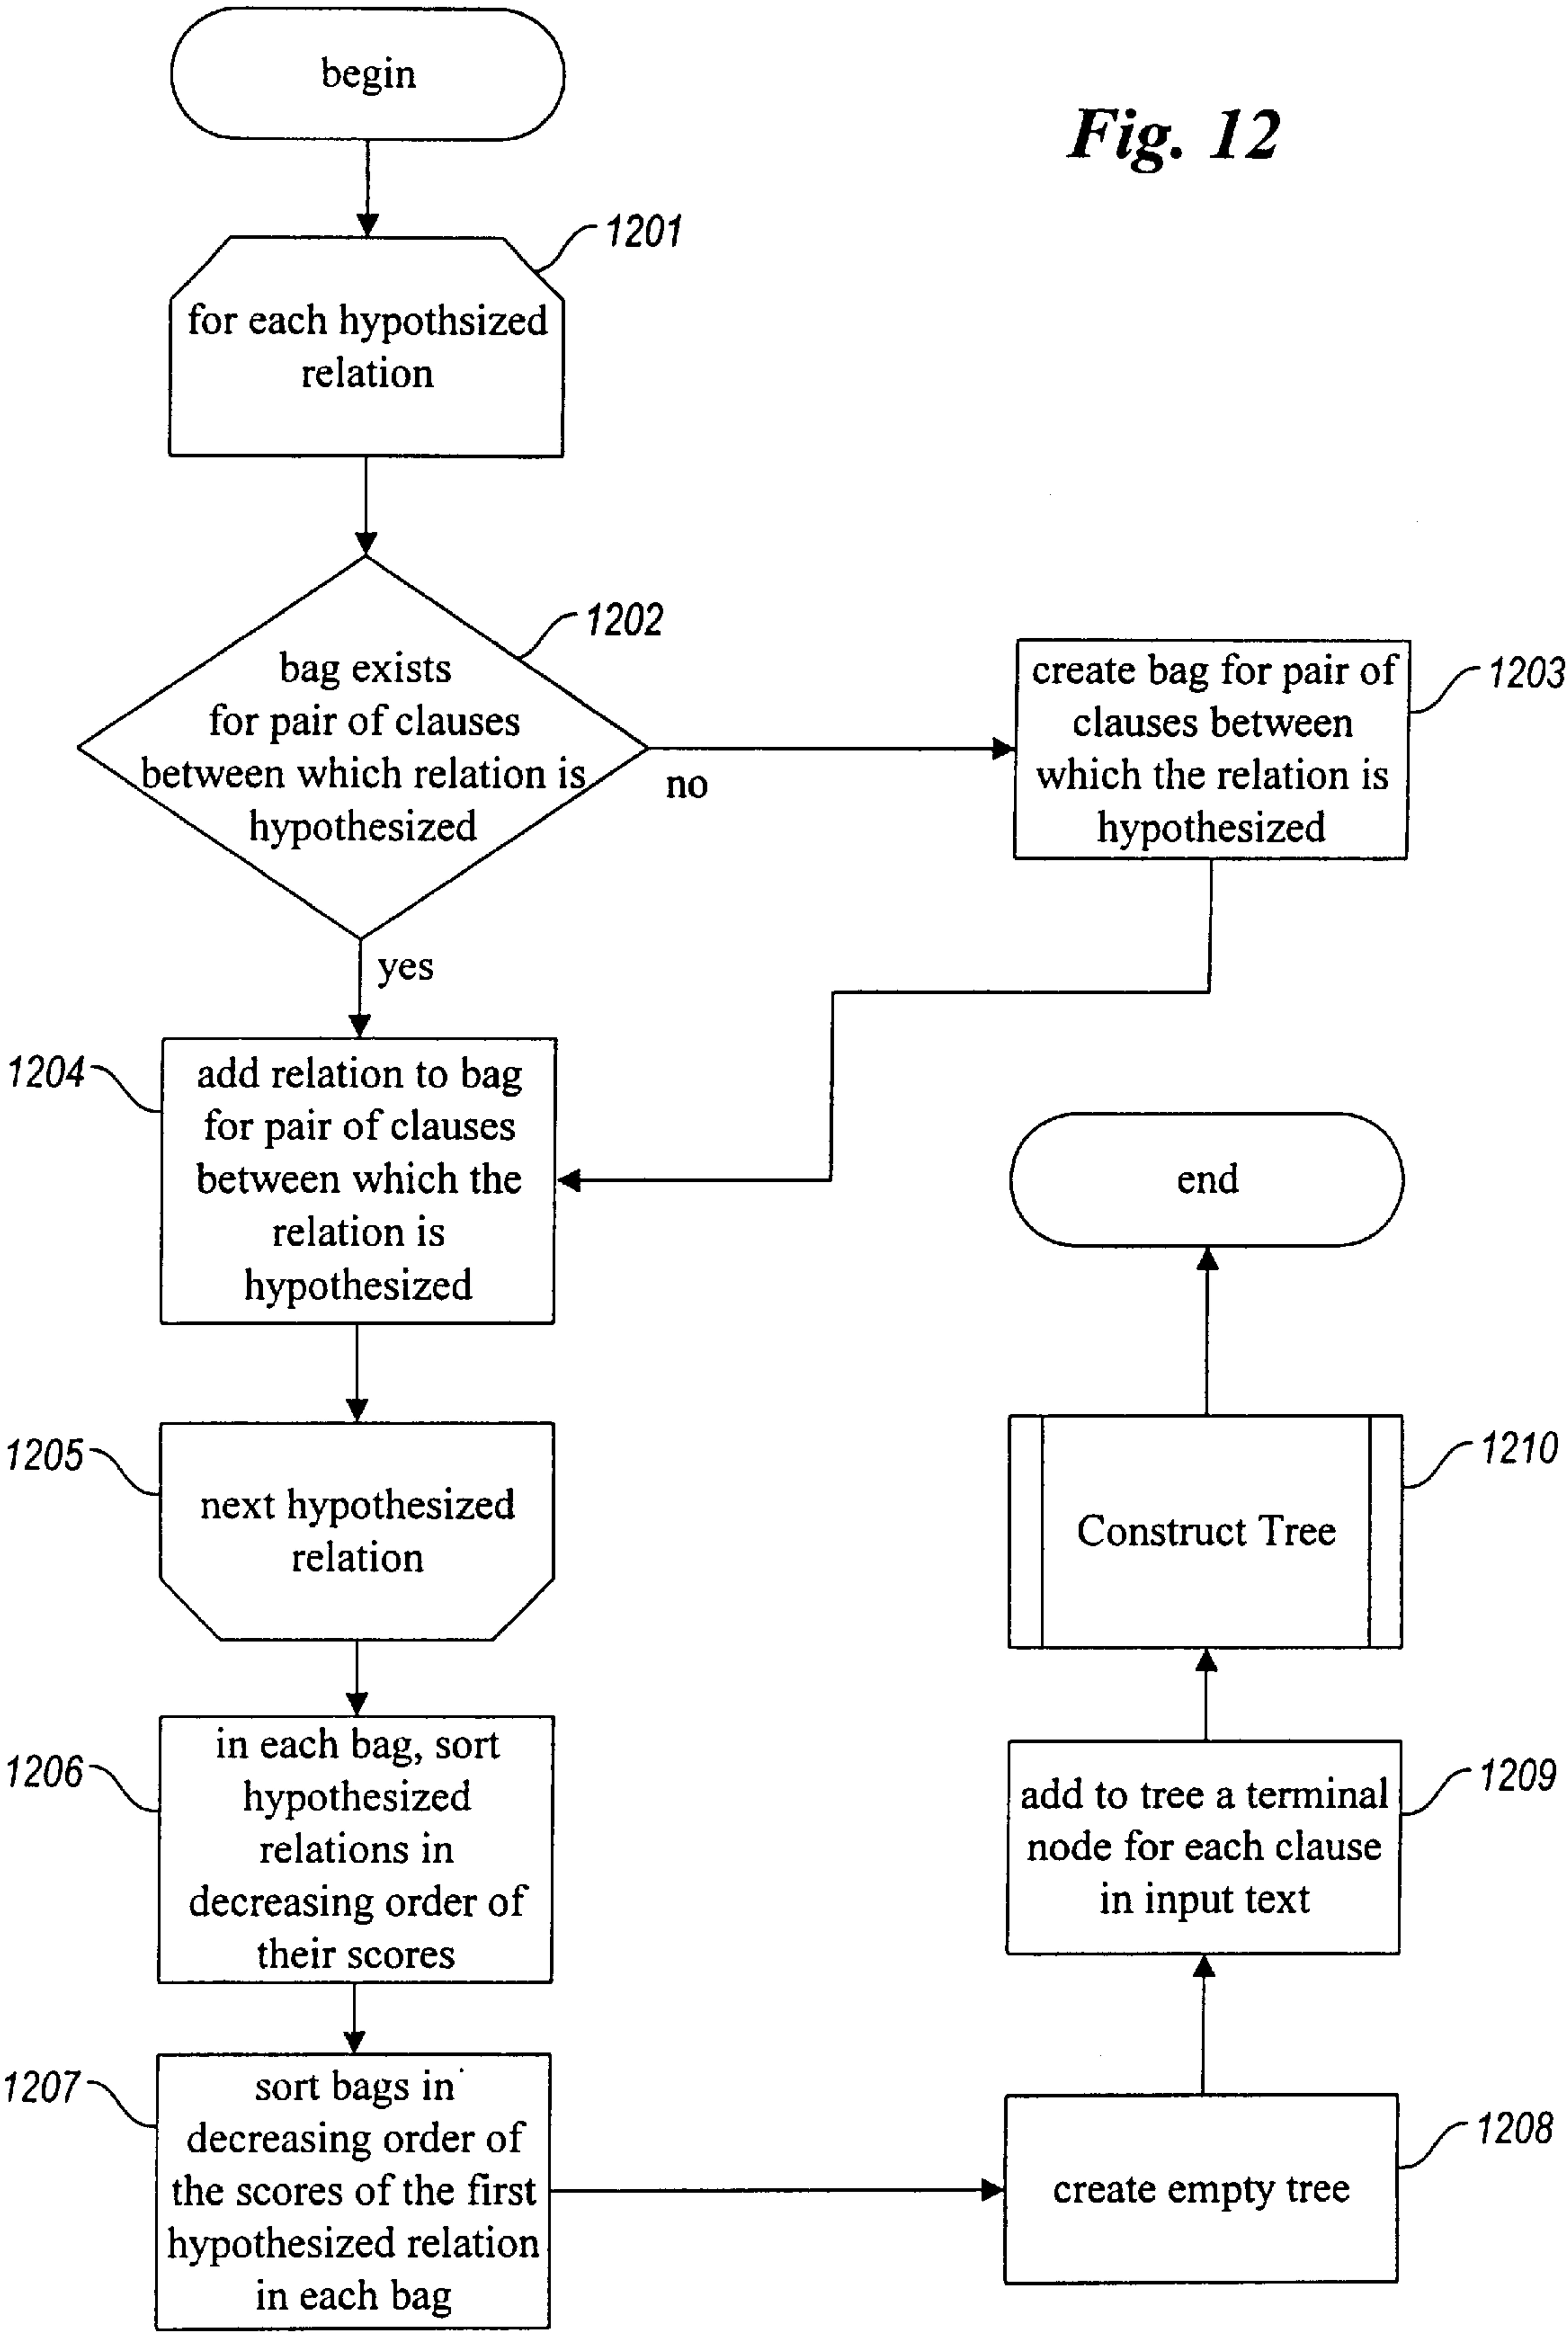 begin
Fig. 12
1201
for each hypothsized
relation
1202
bag exists
for pair of clauses
between which relation is
hypothesized
no
yes
1203
create bag for pair of
clauses between
which the relation is
hypothesized
1204
add relation to bag
for pair of clauses
between which the
relation is
hypothesized
1205
next hypothesized
relation
1206
in each bag, sort
hypothesized
relations in
decreasing order of
their scores
1207
sort bags in
decreasing order of
the scores of the first
hypothesized relation
in each bag
1208
create empty tree
1209
add to tree a terminal
node for each clause
in input text
1210
Construct Tree
end